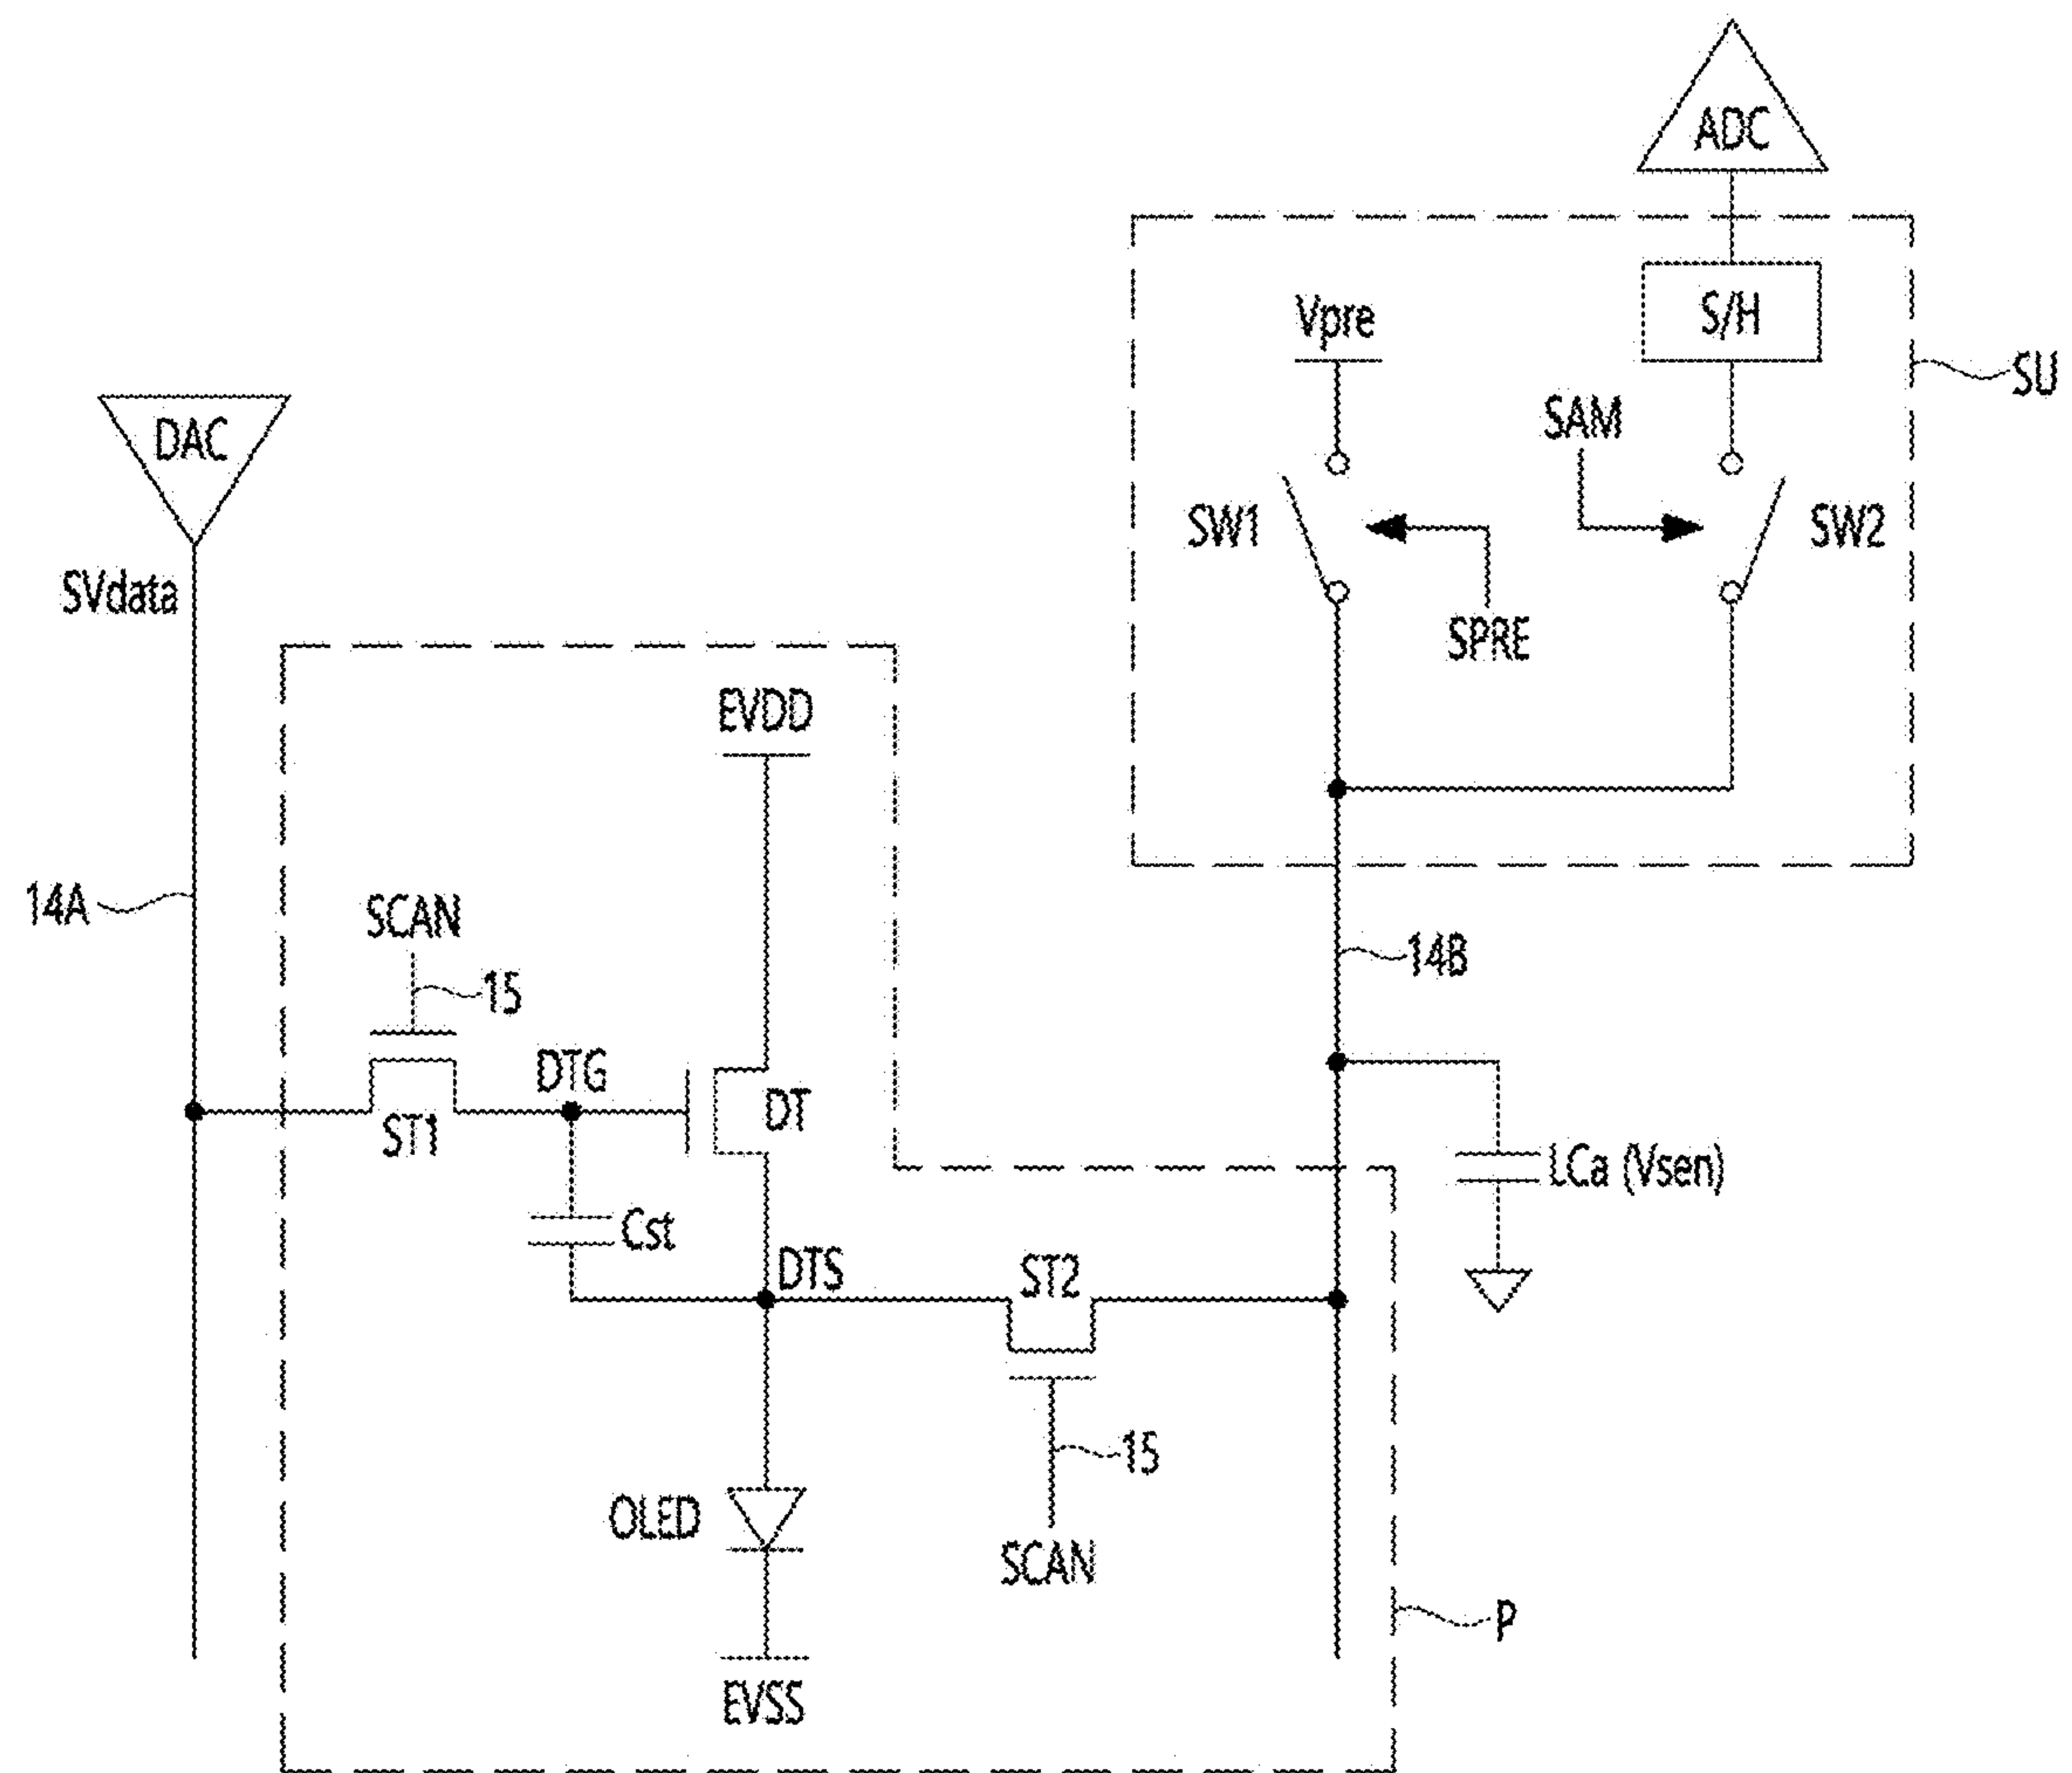 ADC
S/H
Vpre
SU
SAM
DAC
SW1
SW2
SVdata
SPRE
EVDD
14A
SCAN
14B
15
DTG
DT
ST1
LCa (Vsen)
Cst
DTS
ST2
15
OLED
SCAN
P
EVSS